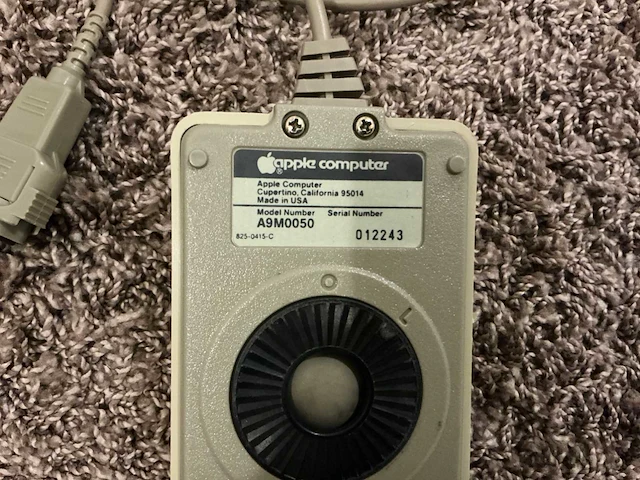 apple computer
Apple Computer
Cupertino, California 95014
Made in USA
Model Number Serial Number
A9M0050
825-0415-C 012243
O L